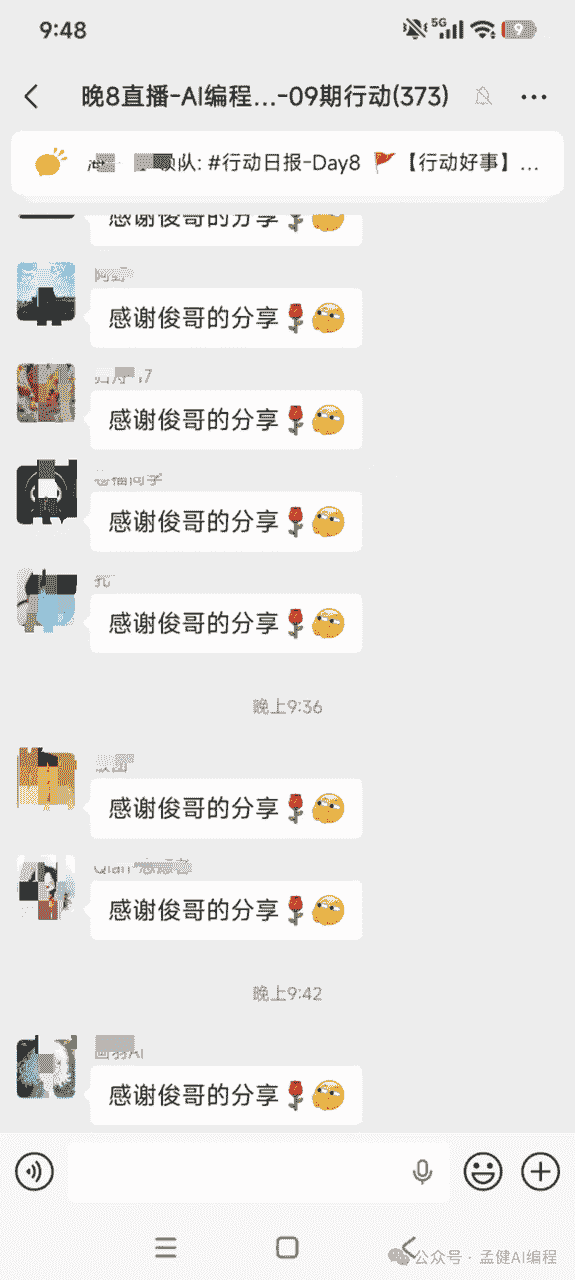 9:48
5G
9
晚8直播-AI编程...-09期行动(373)
队: #行动日报-Day8 🚩【行动好事】...
感谢俊哥的分享🌹
感谢俊哥的分享🌹
感谢俊哥的分享🌹
感谢俊哥的分享🌹
感谢俊哥的分享🌹
晚上9:36
感谢俊哥的分享🌹
感谢俊哥的分享🌹
晚上9:42
感谢俊哥的分享🌹
公众号 · 孟健AI编程